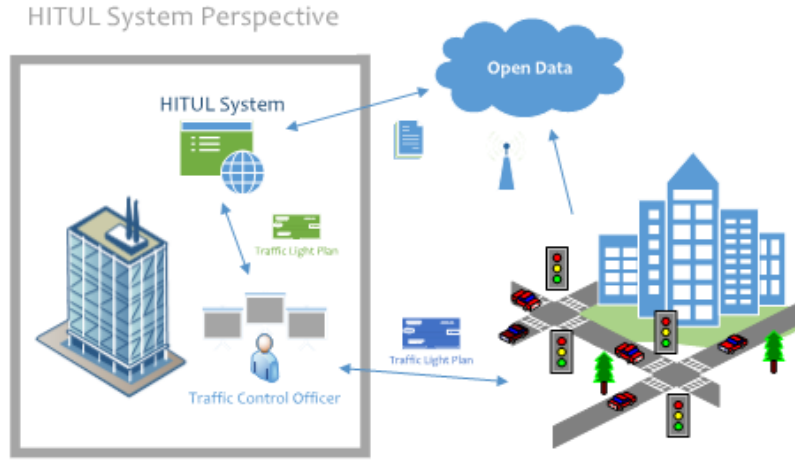 HITUL System Perspective
Open Data
HITUL System
Traffic Light Plan
Traffic Light Plan
Traffic Control Officer